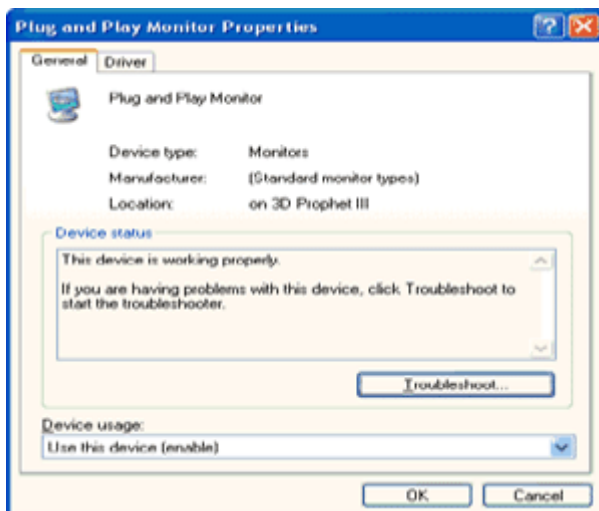 Plug and Play Monitor Properties
General Driver
Plug and Play Monitor
Device type: Monitors
Manufacturer: (Standard monitor types)
Location: on 3D Prophet III
Device status
This device is working properly.
If you are having problems with this device, click Troubleshoot to
start the troubleshooter.
Troubleshoot...
Device usage:
Use this device (enable)
OK Cancel